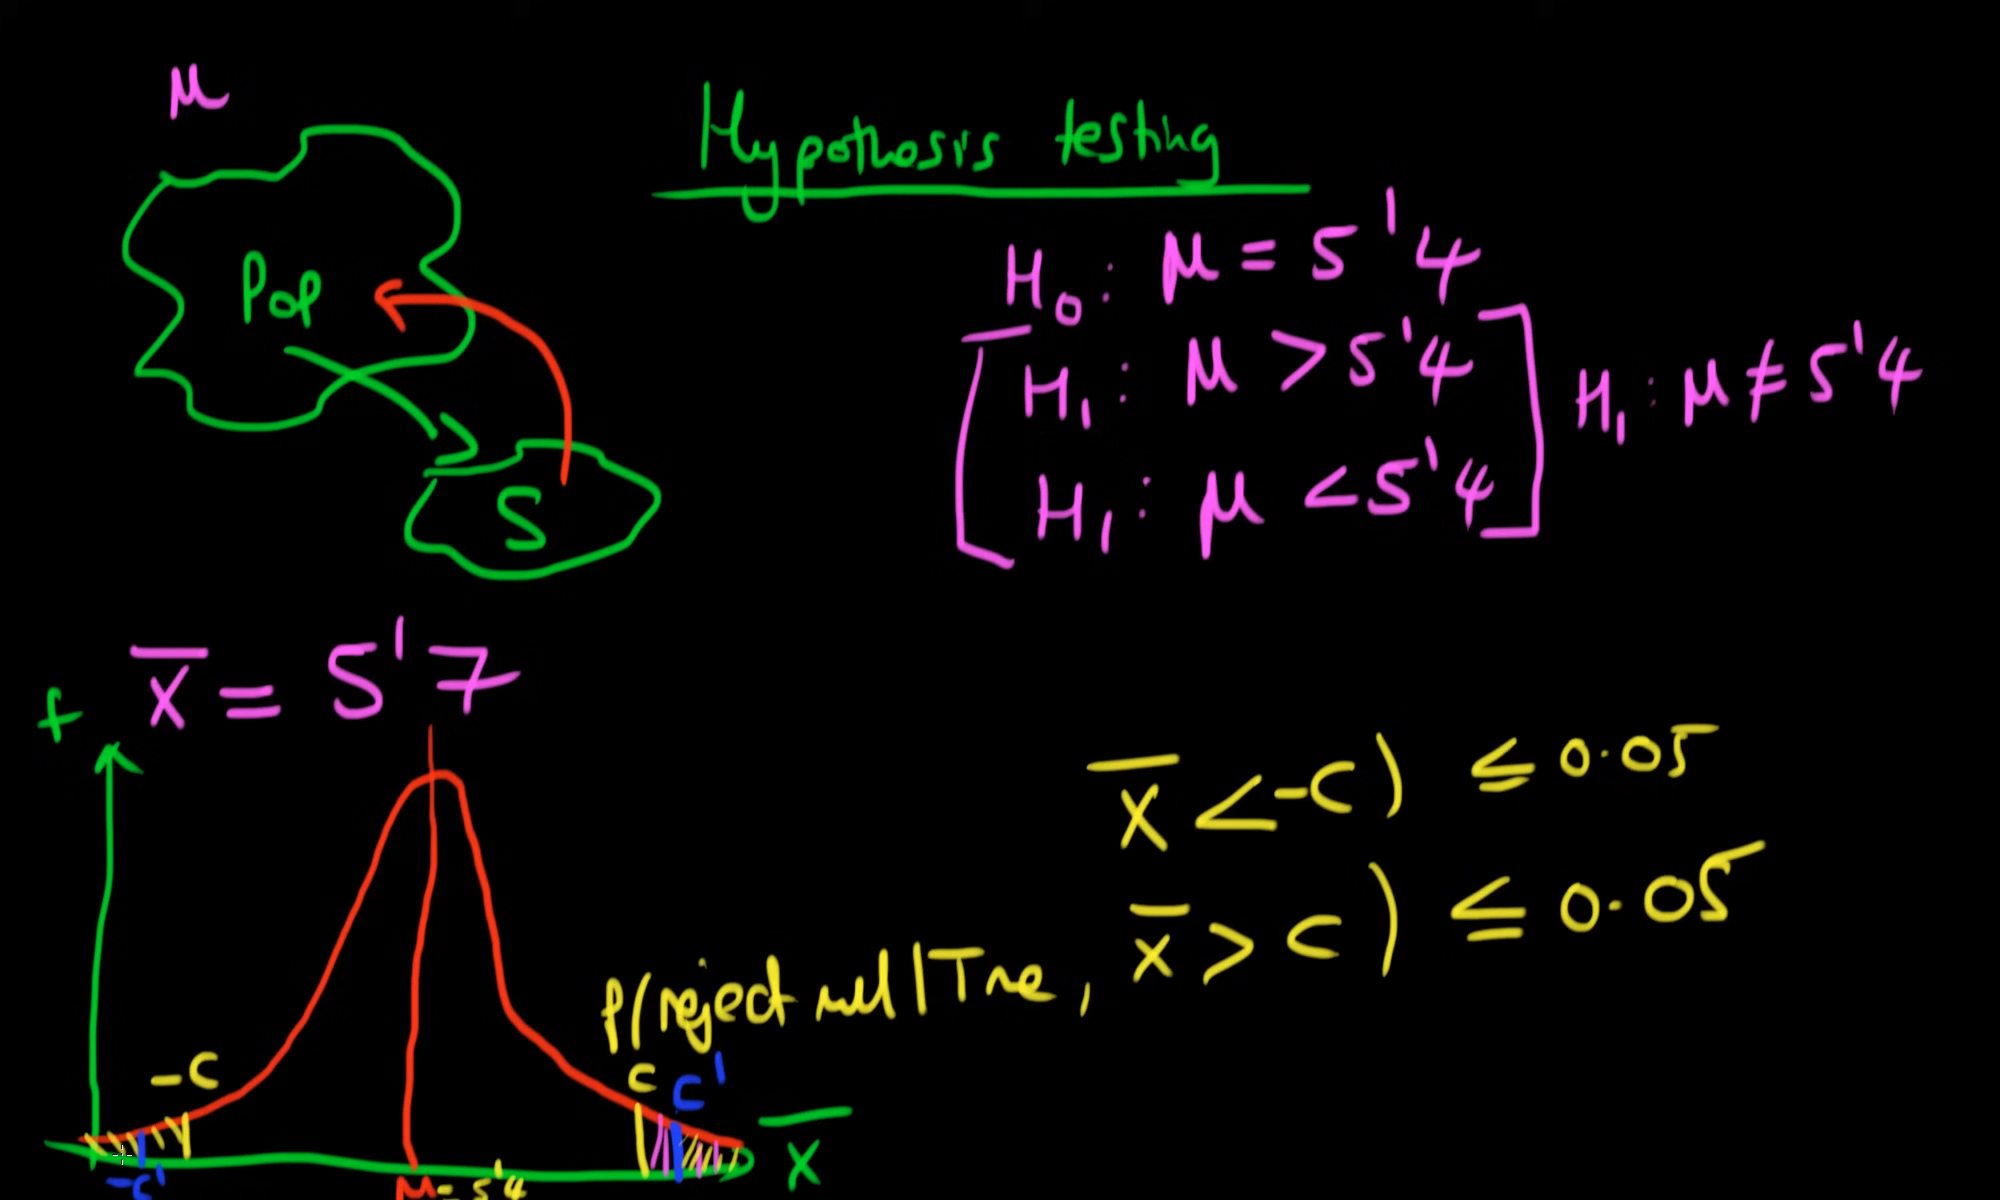 μ
Hypothesis testing
Pop
S
H₀: μ = 5'4
H₁: μ > 5'4
H₁: μ < 5'4
H₁: μ ≠ 5'4
X̅ = 5'7
f
X̅ < -C) ≤ 0.05
P(reject null | True, X̅ > C) ≤ 0.05
-C
C
C'
-C'
μ = 5'4
X̅